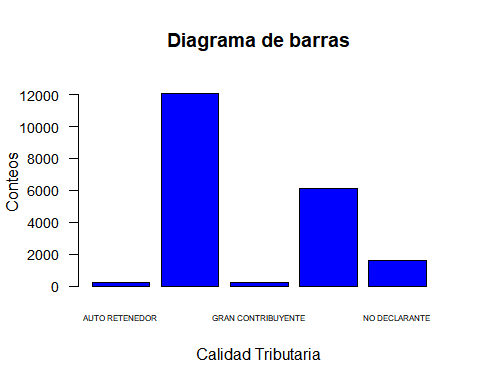 Diagrama de barras
Conteos
12000
10000
8000
6000
4000
2000
0
AUTO RETENEDOR GRAN CONTRIBUYENTE NO DECLARANTE
Calidad Tributaria